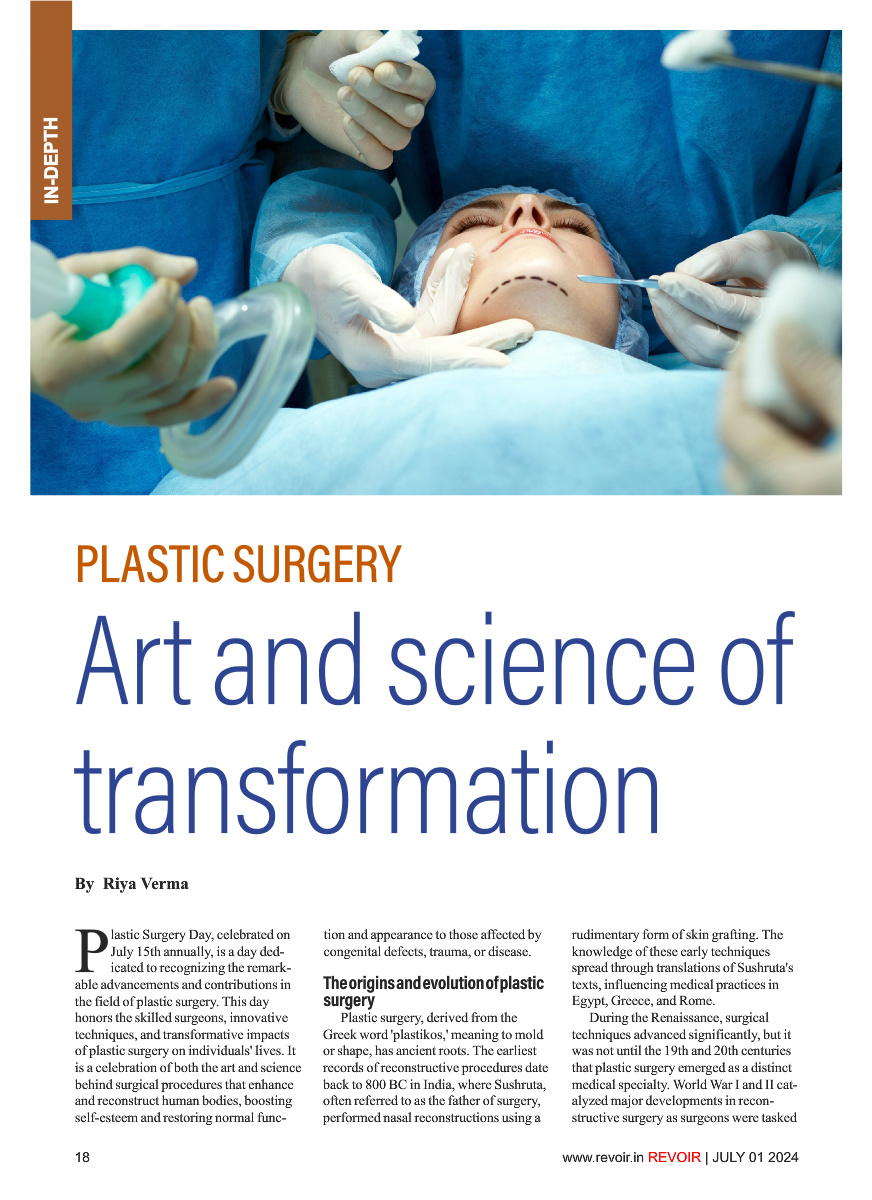 IN-DEPTH
PLASTIC SURGERY
Art and science of
transformation
By Riya Verma
Plastic Surgery Day, celebrated on
July 15th annually, is a day ded-
icated to recognizing the remark-
able advancements and contributions in
the field of plastic surgery. This day
honors the skilled surgeons, innovative
techniques, and transformative impacts
of plastic surgery on individuals' lives. It
is a celebration of both the art and science
behind surgical procedures that enhance
and reconstruct human bodies, boosting
self-esteem and restoring normal func-
tion and appearance to those affected by
congenital defects, trauma, or disease.
The origins and evolution of plastic
surgery
Plastic surgery, derived from the
Greek word 'plastikos,' meaning to mold
or shape, has ancient roots. The earliest
records of reconstructive procedures date
back to 800 BC in India, where Sushruta,
often referred to as the father of surgery,
performed nasal reconstructions using a
rudimentary form of skin grafting. The
knowledge of these early techniques
spread through translations of Sushruta's
texts, influencing medical practices in
Egypt, Greece, and Rome.
During the Renaissance, surgical
techniques advanced significantly, but it
was not until the 19th and 20th centuries
that plastic surgery emerged as a distinct
medical specialty. World War I and II cat-
alyzed major developments in recon-
structive surgery as surgeons were tasked
18
www.revoir.in REVOIR | JULY 01 2024